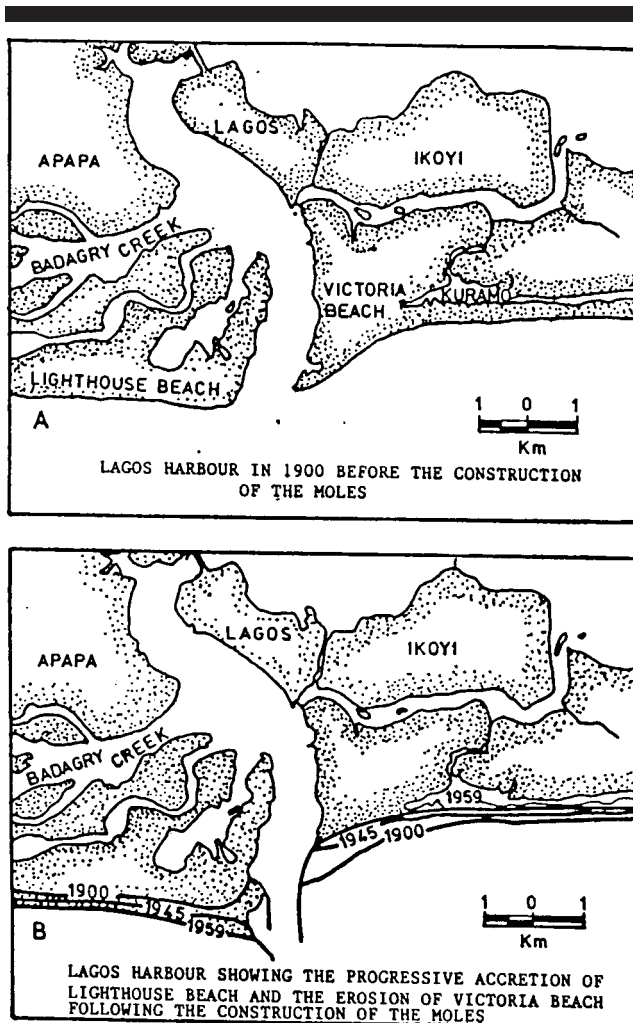 LAGOS
APAPA
IKOYI
BADAGRY CREEK
VICTORIA
BEACH
KURAMO
LIGHTHOUSE BEACH
A
1 0 1
Km
LAGOS HARBOUR IN 1900 BEFORE THE CONSTRUCTION
OF THE MOLES
LAGOS
APAPA
IKOYI
BADAGRY CREEK
1959
1945
1900
1900
1945
1959
B
1 0 1
Km
LAGOS HARBOUR SHOWING THE PROGRESSIVE ACCRETION OF
LIGHTHOUSE BEACH AND THE EROSION OF VICTORIA BEACH
FOLLOWING THE CONSTRUCTION OF THE MOLES